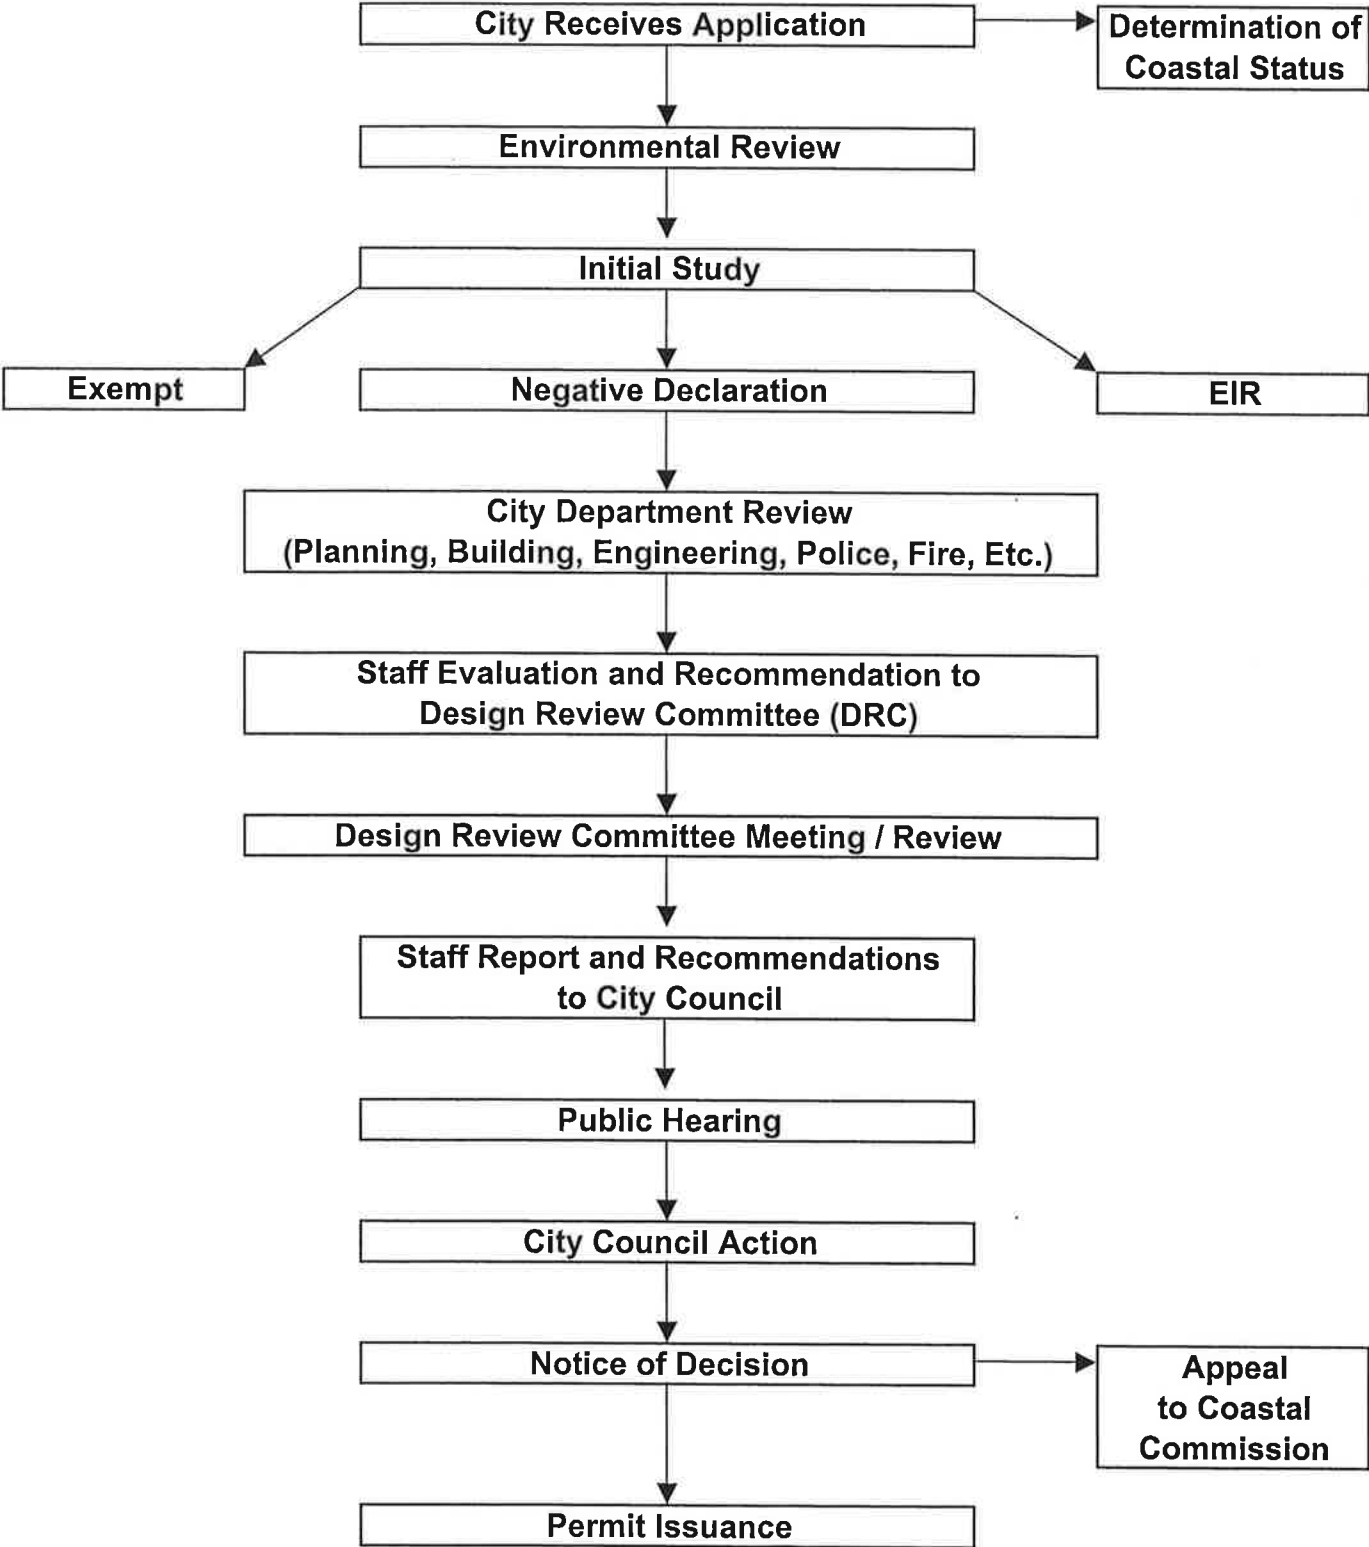 City Receives Application
Determination of
Coastal Status
Environmental Review
Initial Study
Exempt
Negative Declaration
EIR
City Department Review
(Planning, Building, Engineering, Police, Fire, Etc.)
Staff Evaluation and Recommendation to
Design Review Committee (DRC)
Design Review Committee Meeting / Review
Staff Report and Recommendations
to City Council
Public Hearing
City Council Action
Notice of Decision
Appeal
to Coastal
Commission
Permit Issuance